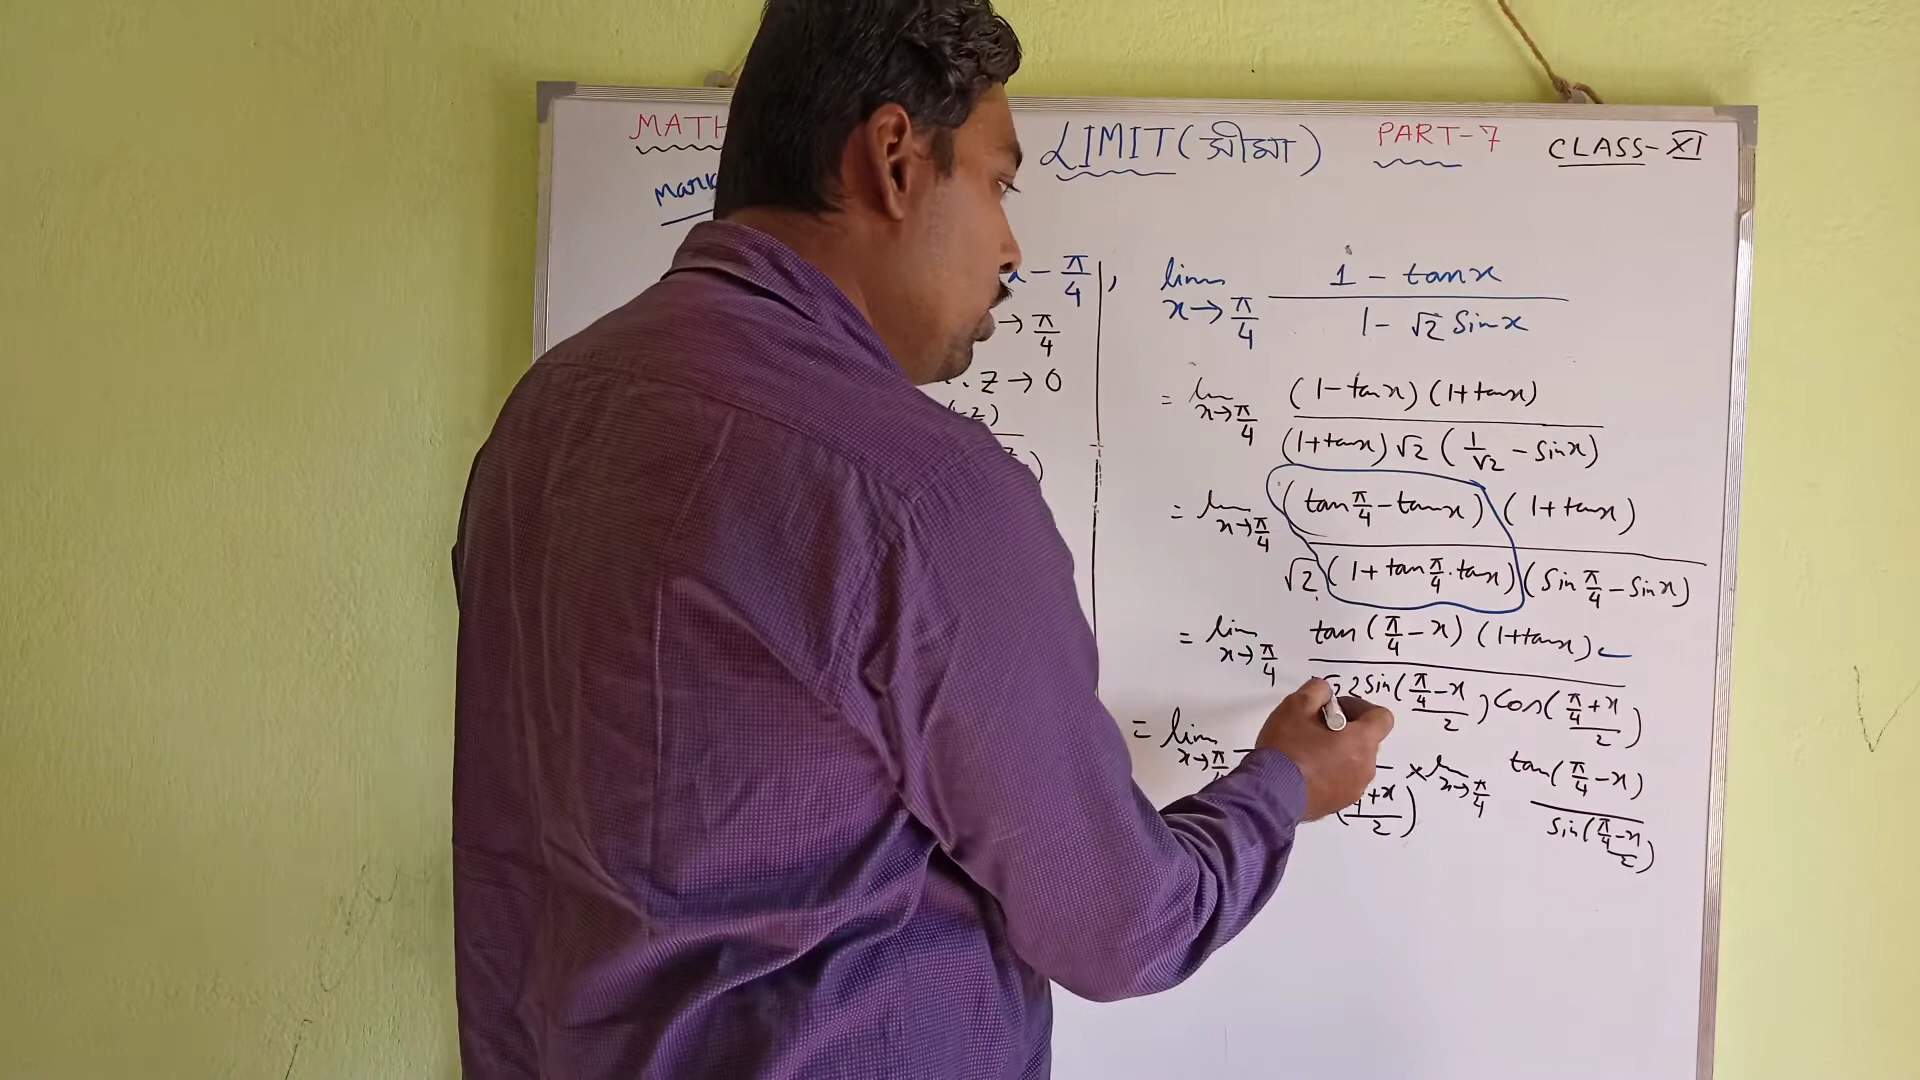 MATH LIMIT (সীমা) PART-7 CLASS-XI
- π/4
→ π/4
z → 0
lim x→π/4 (1 - tanx)/(1 - √2 Sinx)
= lim x→π/4 ((1-tanx)(1+tanx))/((1+tanx)√2(1/√2 - Sinx))
= lim x→π/4 ((tan π/4 - tanx)(1+tanx))/(√2.(1+tan π/4 . tanx)(Sin π/4 - Sinx))
= lim x→π/4 (tan(π/4 - x)(1+tanx))/(2Sin((π/4 - x)/2)Cos((π/4 + x)/2))
= lim x→π/4 +x/2) × lim x→π/4 tan(π/4 - x)/Sin((π/4 - x)/2)